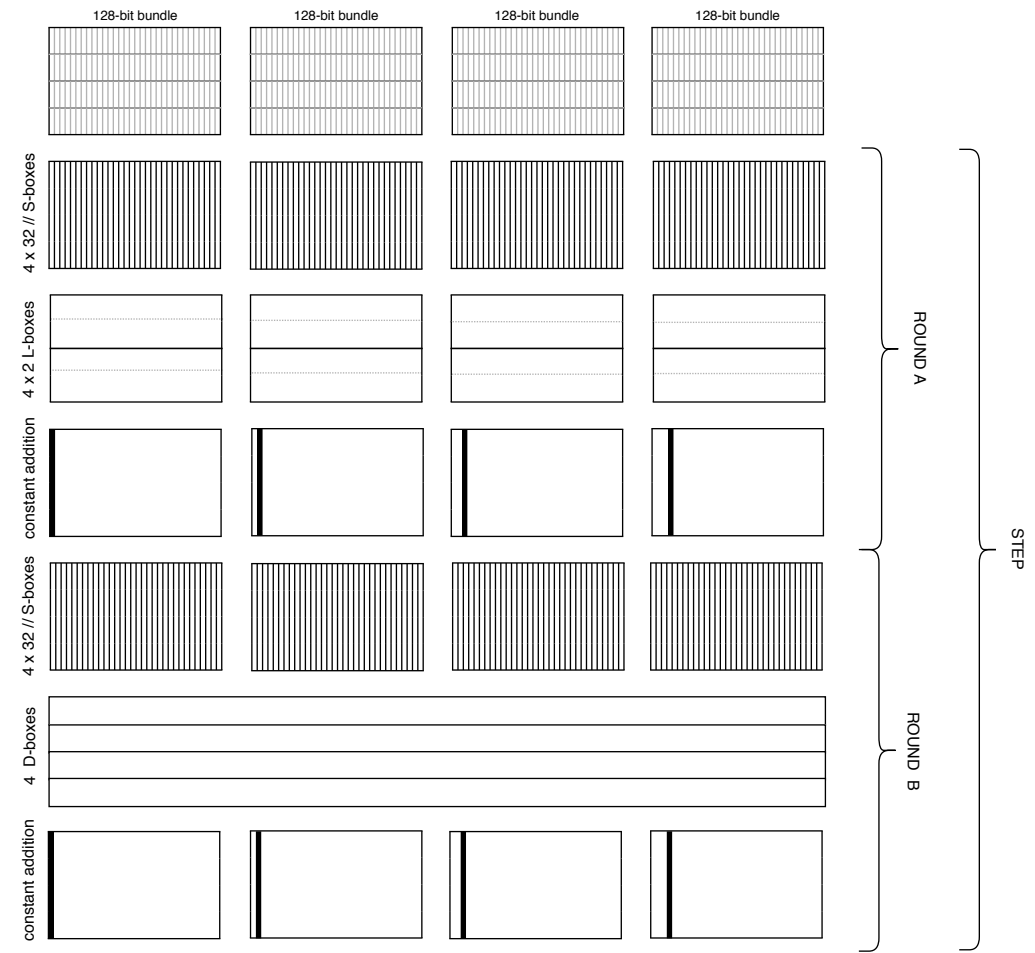 128-bit bundle
128-bit bundle
128-bit bundle
128-bit bundle
4 x 32 // S-boxes
4 x 2 L-boxes
constant addition
ROUND A
4 x 32 // S-boxes
4 D-boxes
constant addition
ROUND B
STEP